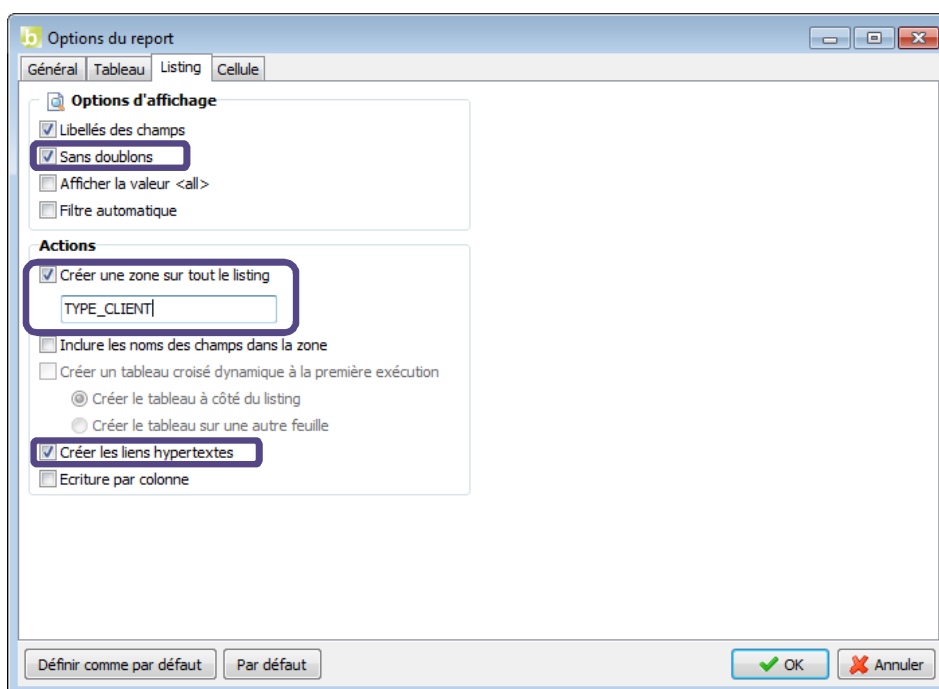 Options du report
Général Tableau Listing Cellule
Options d'affichage
Libellés des champs
Sans doublons
Afficher la valeur <all>
Filtre automatique
Actions
Créer une zone sur tout le listing
TYPE_CLIENT
Inclure les noms des champs dans la zone
Créer un tableau croisé dynamique à la première exécution
Créer le tableau à côté du listing
Créer le tableau sur une autre feuille
Créer les liens hypertextes
Ecriture par colonne
Définir comme par défaut Par défaut OK Annuler